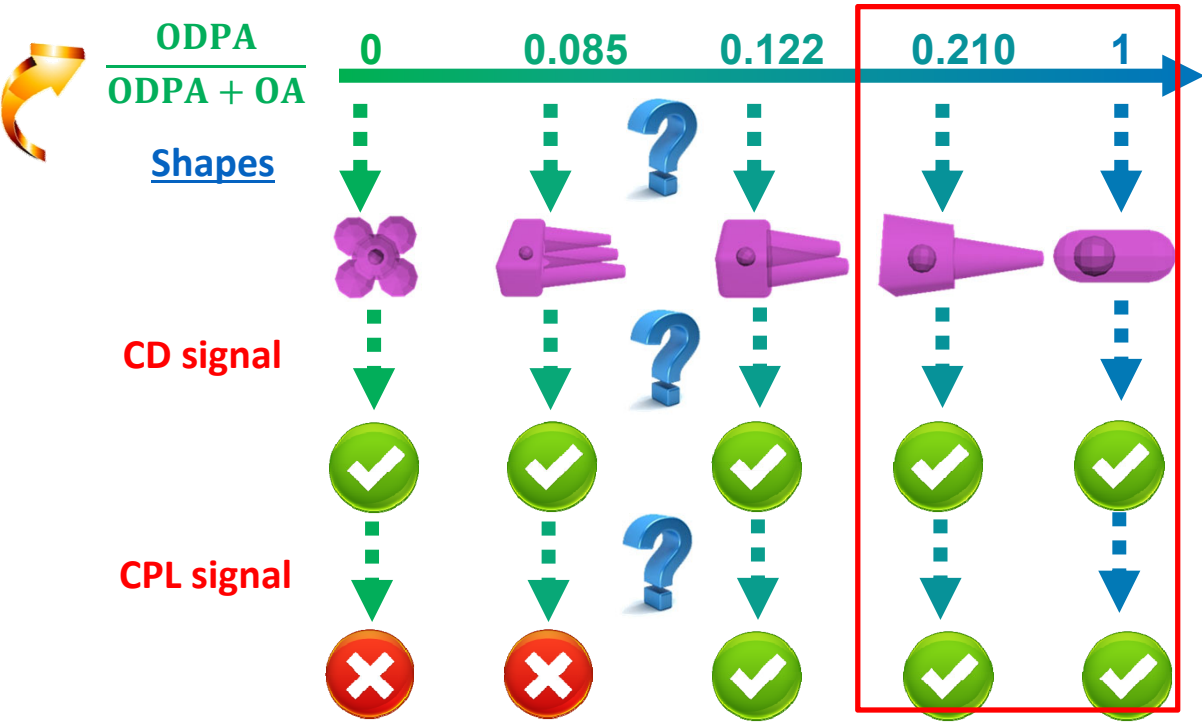 ODPA
ODPA + OA
0 0.085 0.122 0.210 1
Shapes
?
CD signal
?
CPL signal
?